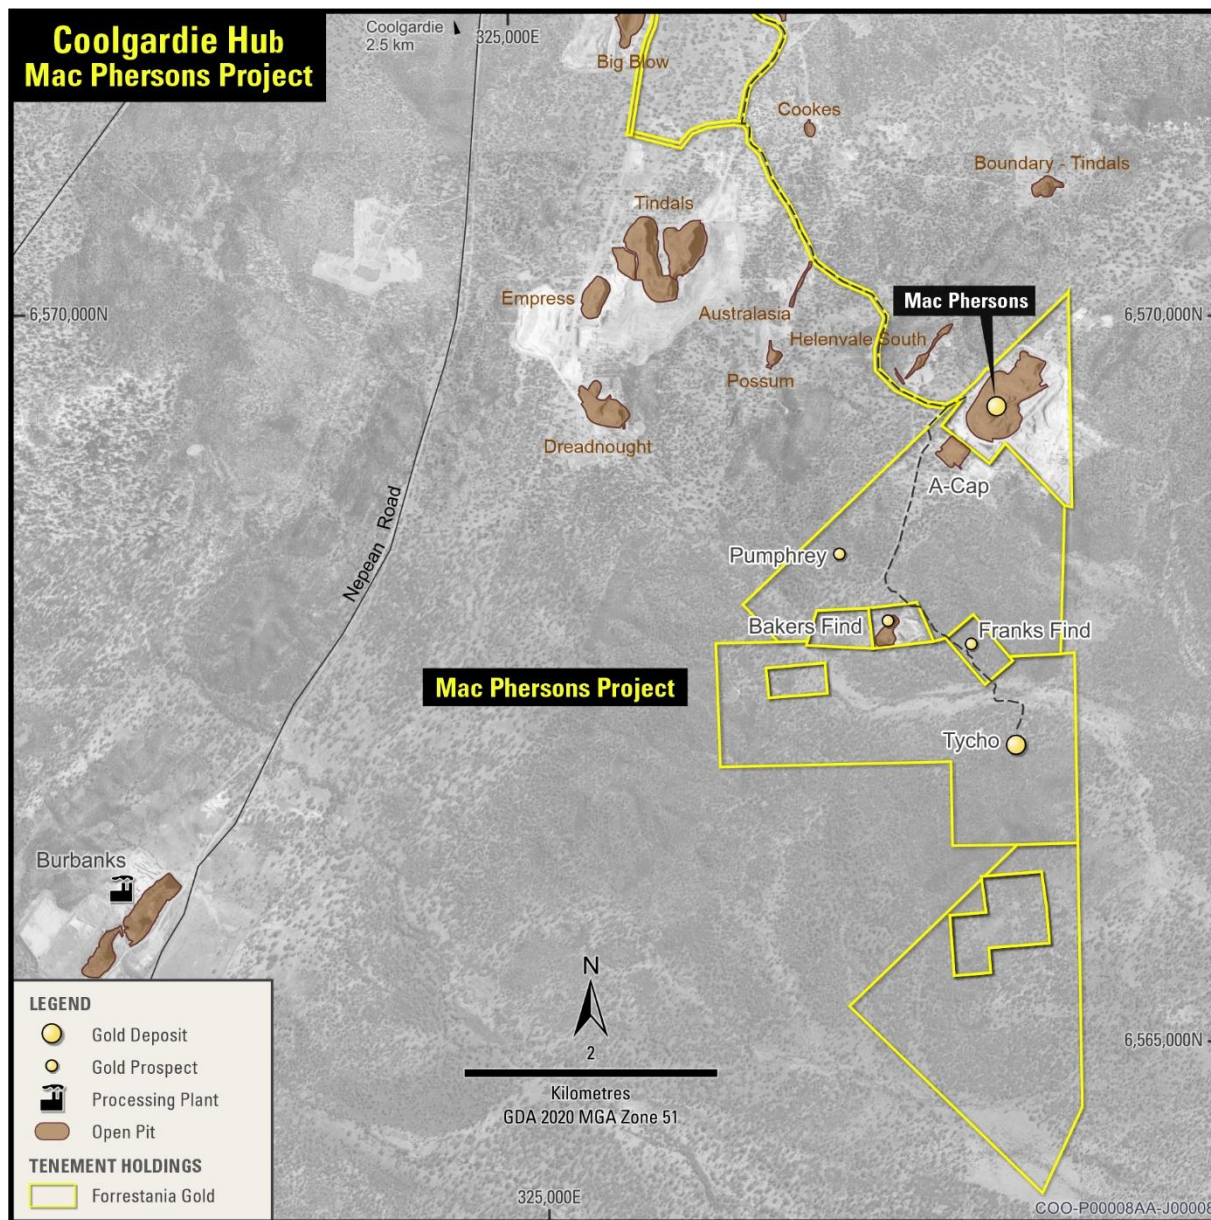 Coolgardie Hub
Mac Phersons Project
Coolgardie
2.5 km
325,000E
Big Blow
Cookes
Boundary - Tindals
Tindals
Empress
Australasia
Mac Phersons
6,570,000N
6,570,000N
Helenvale South
Possum
Dreadnought
A-Cap
Nepean Road
Pumphrey
Bakers Find
Franks Find
Mac Phersons Project
Tycho
Burbanks
N
2
Kilometres
GDA 2020 MGA Zone 51
6,565,000N
LEGEND
Gold Deposit
Gold Prospect
Processing Plant
Open Pit
TENEMENT HOLDINGS
Forrestania Gold
325,000E
COO-P00008AA-J00008